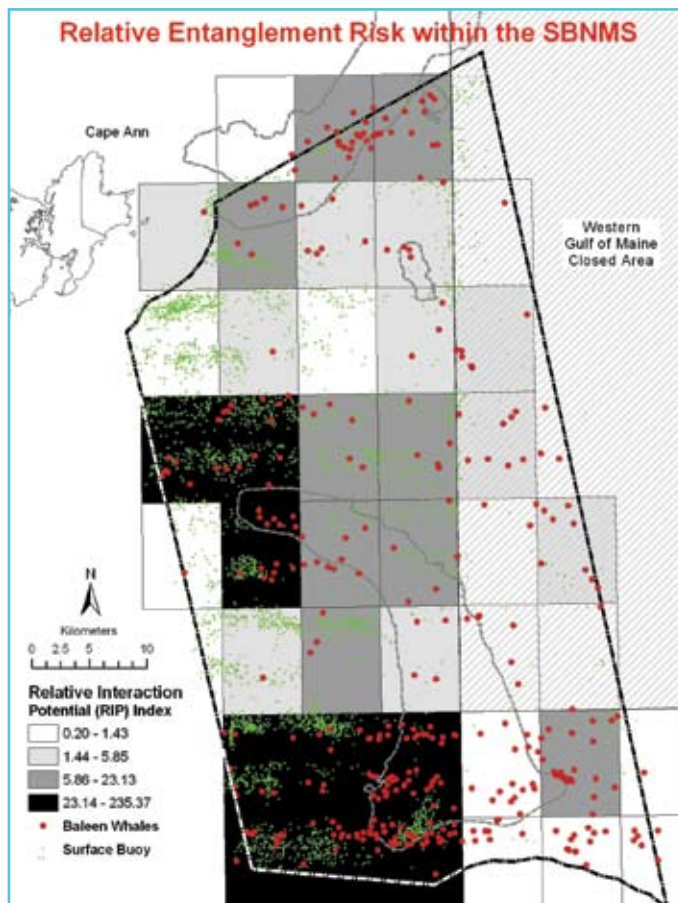 Relative Entanglement Risk within the SBNMS
Cape Ann
Western
Gulf of Maine
Closed Area
N
Kilometers
0 2.5 5 10
Relative Interaction
Potential (RIP) Index
0.20 - 1.43
1.44 - 5.85
5.86 - 23.13
23.14 - 235.37
Baleen Whales
Surface Buoy